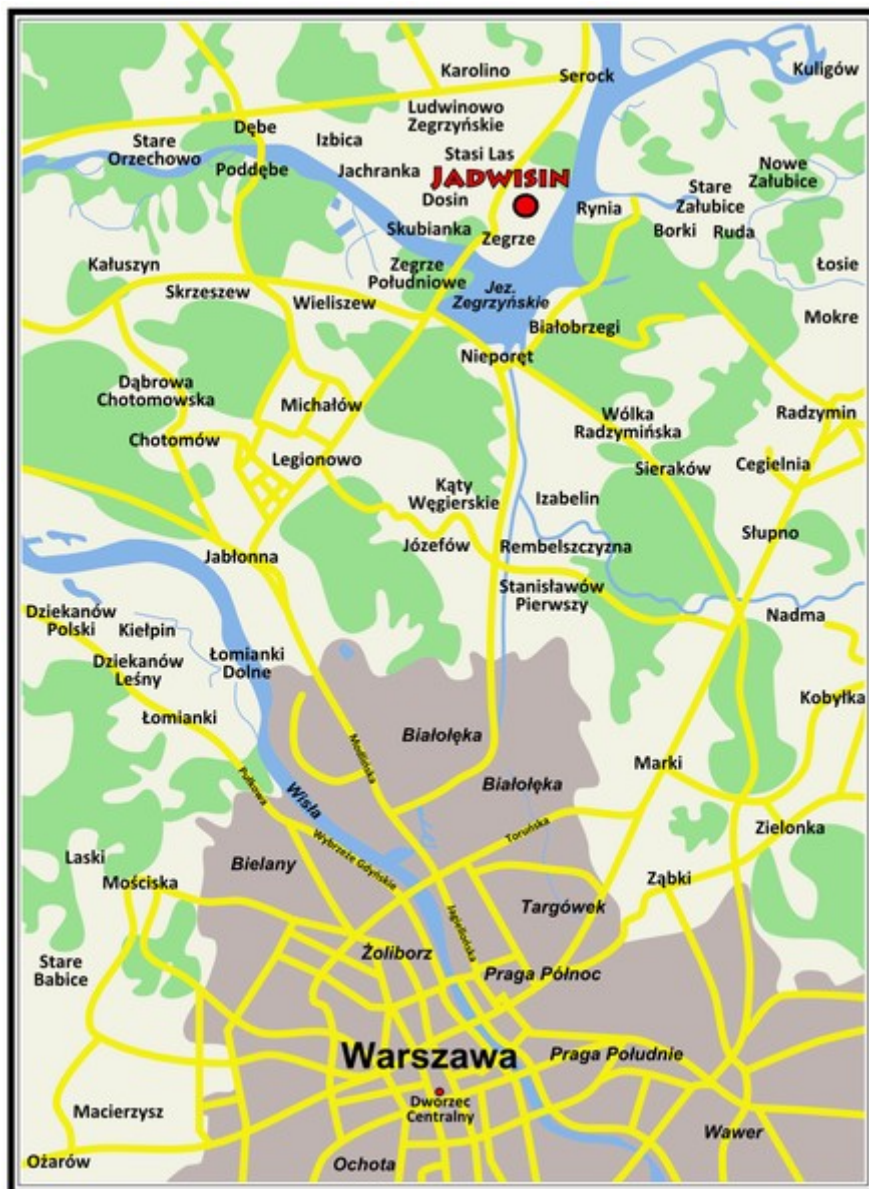 Karolino
Serock
Kuligów
Ludwinowo
Zegrzyńskie
Dębe
Izbica
Stare
Orzechowo
Stasi Las
Poddębe
Jachranka
JADWISIN
Nowe
Załubice
Dosin
Rynia
Stare
Załubice
Skubianka
Zegrze
Borki
Ruda
Kałuszyn
Zegrze
Południowe
Łosie
Skrzeszew
Wieliszew
Jez.
Zegrzyńskie
Mokre
Białobrzegi
Nieporęt
Dąbrowa
Chotomowska
Michałów
Wólka
Radzymińska
Radzymin
Chotomów
Legionowo
Sieraków
Cegielnia
Kąty
Węgierskie
Izabelin
Słupno
Jabłonna
Józefów
Rembelszczyzna
Stanisławów
Pierwszy
Dziekanów
Polski
Kiełpin
Nadma
Dziekanów
Leśny
Łomianki
Dolne
Kobyłka
Łomianki
Białołęka
Modlińska
Marki
Pułkowa
Wisła
Białołęka
Wybrzeże Gdyńskie
Toruńska
Zielonka
Laski
Mościska
Bielany
Ząbki
Targówek
Jagiellońska
Stare
Babice
Żoliborz
Praga Północ
Warszawa
Praga Południe
Dworzec
Centralny
Macierzysz
Wawer
Ożarów
Ochota